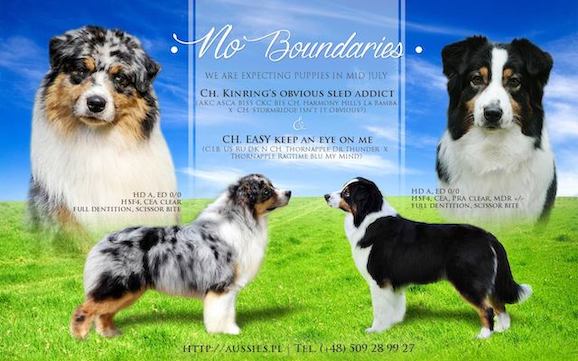 No Boundaries
WE ARE EXPECTING PUPPIES IN MID JULY
CH. KINRING'S OBVIOUS SLED ADDICT
(AKC ASCA BISS CKC BIS CH. HARMONY HILL'S LA BAMBA
X CH. STORMRIDGE ISN'T IT OBVIOUS?)
&
CH. EASY KEEP AN EYE ON ME
(C.I.B. US RU DK N CH. THORNAPPLE DR. THUNDER X
THORNAPPLE RAGTIME BLU MY MIND)
HD A, ED 0/0
HSF4, CEA CLEAR
FULL DENTITION, SCISSOR BITE
HD A, ED 0/0
HSF4, CEA, PRA CLEAR, MDR +/-
FULL DENTITION, SCISSOR BITE
HTTP://AUSSIES.PL | TEL. (+48) 509 28 99 27